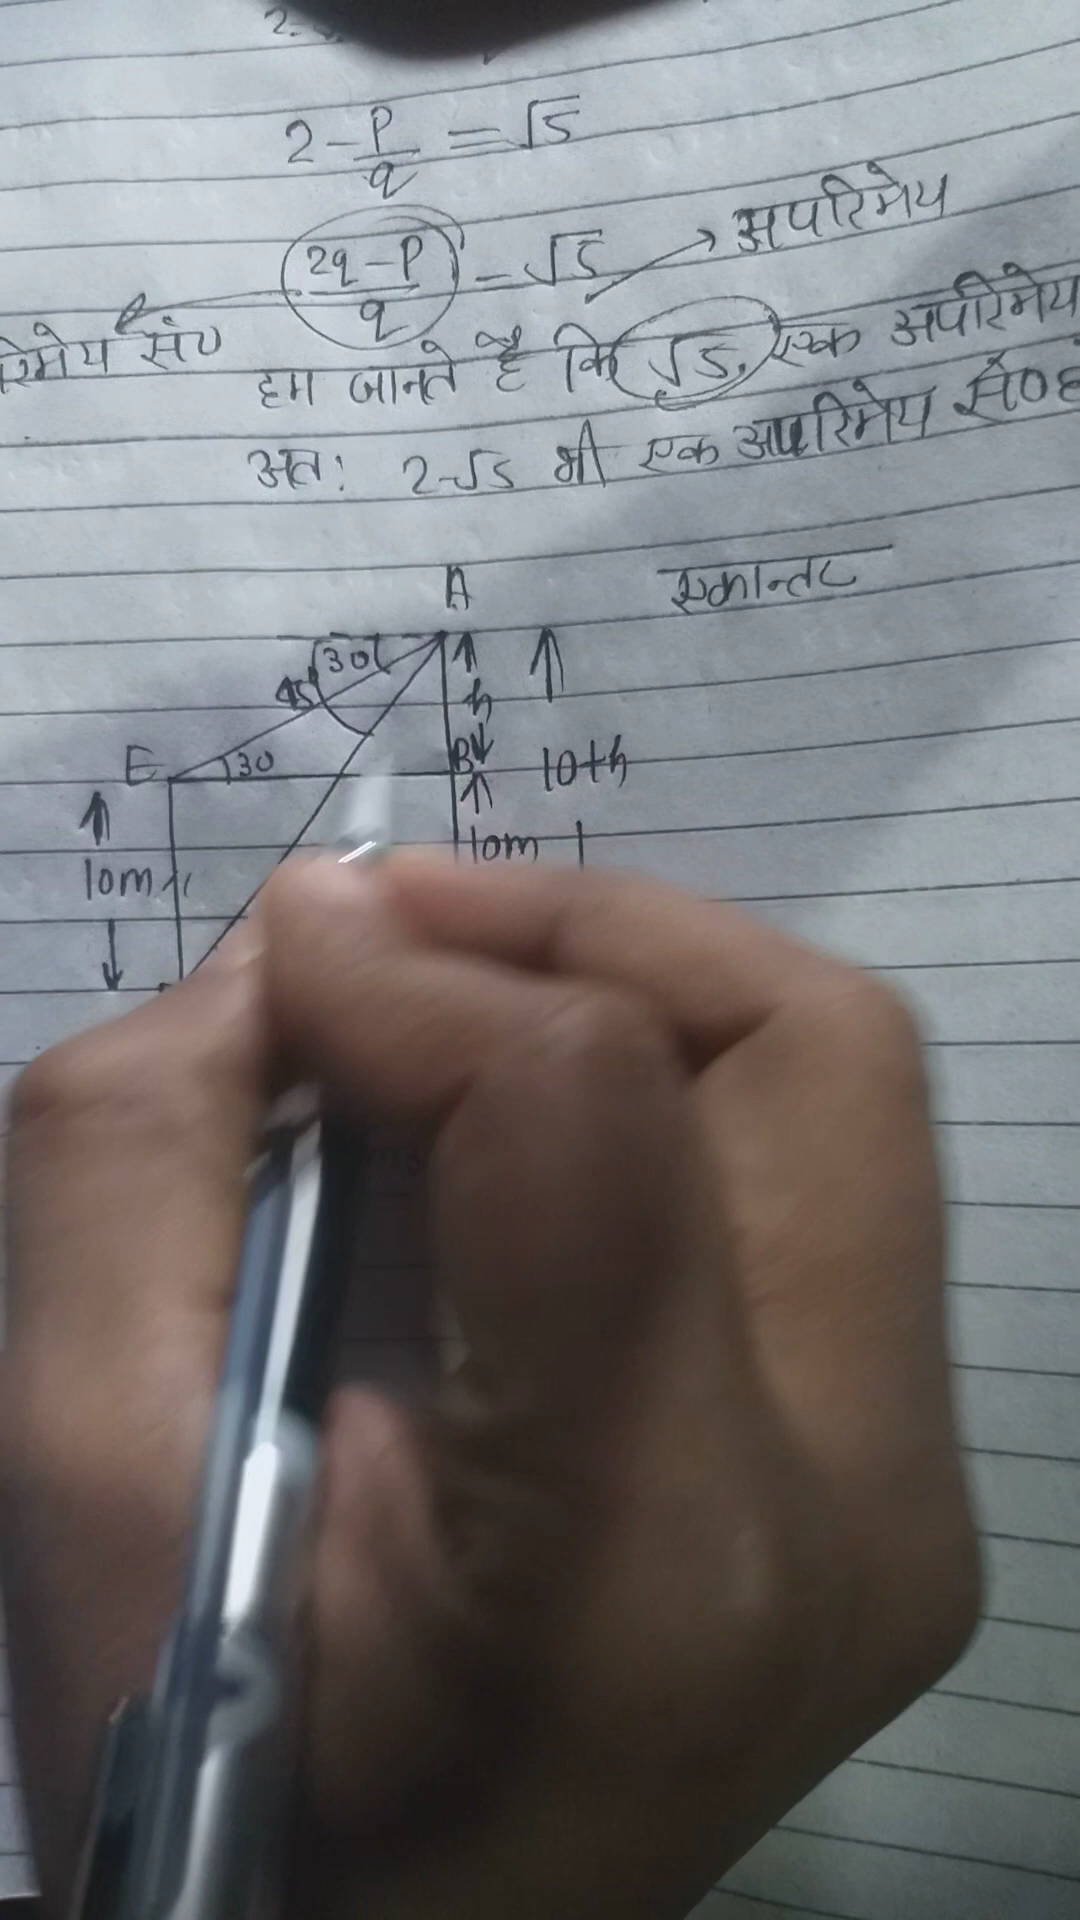 2-
2 - p/q = √5
(2q - p)/q = √5 → अपरिमेय
रिमेय सं०
हम जानते है कि √5 एक अपरिमेय
अत: 2-√5 भी एक अपरिमेय सं०
A
एकान्तर
30
45
h
E
30
B
10+h
10m
10m